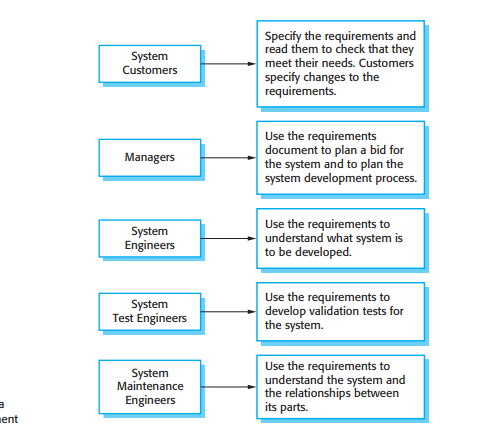 System
Customers
Specify the requirements and
read them to check that they
meet their needs. Customers
specify changes to the
requirements.
Managers
Use the requirements
document to plan a bid for
the system and to plan the
system development process.
System
Engineers
Use the requirements to
understand what system is
to be developed.
System
Test Engineers
Use the requirements to
develop validation tests for
the system.
System
Maintenance
Engineers
Use the requirements to
understand the system and
the relationships between
its parts.
a